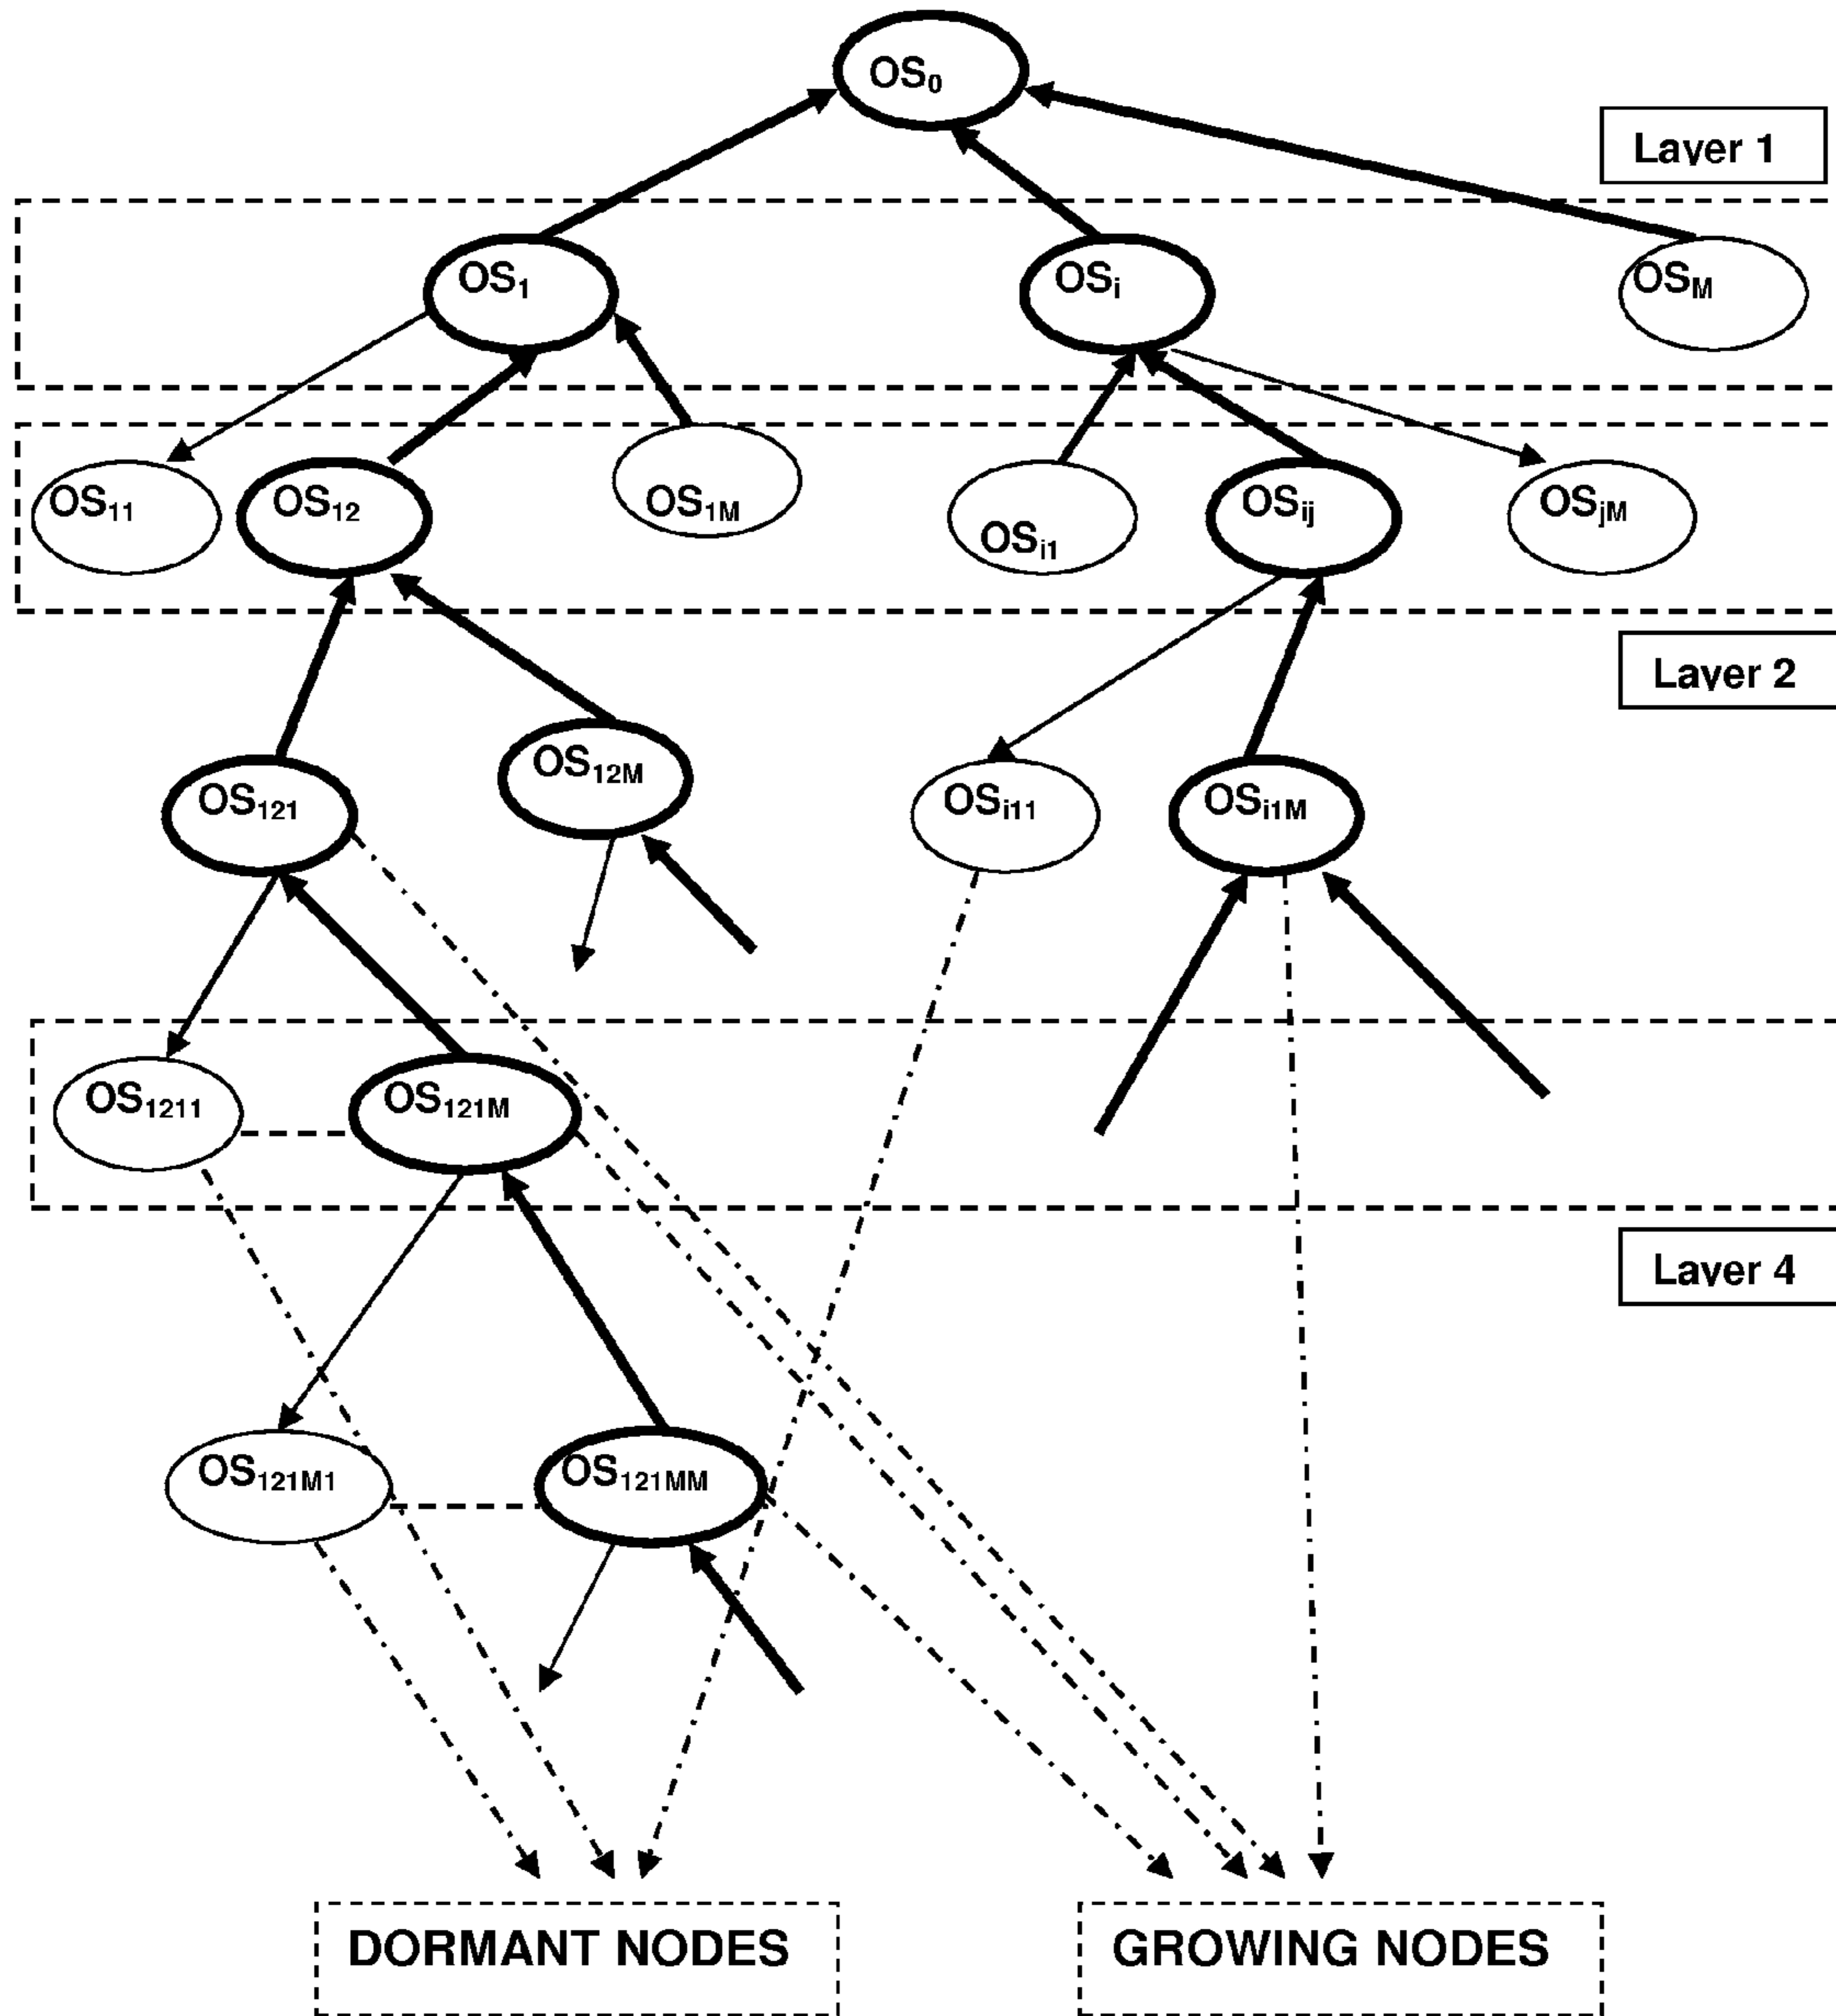 OS₀
Layer 1
OS₁
OSᵢ
OS_M
OS₁₁
OS₁₂
OS₁M
OSᵢ₁
OSᵢⱼ
OSⱼM
Layer 2
OS₁₂₁
OS₁₂M
OSᵢ₁₁
OSᵢ₁M
OS₁₂₁₁
OS₁₂₁M
Layer 4
OS₁₂₁M₁
OS₁₂₁MM
DORMANT NODES
GROWING NODES